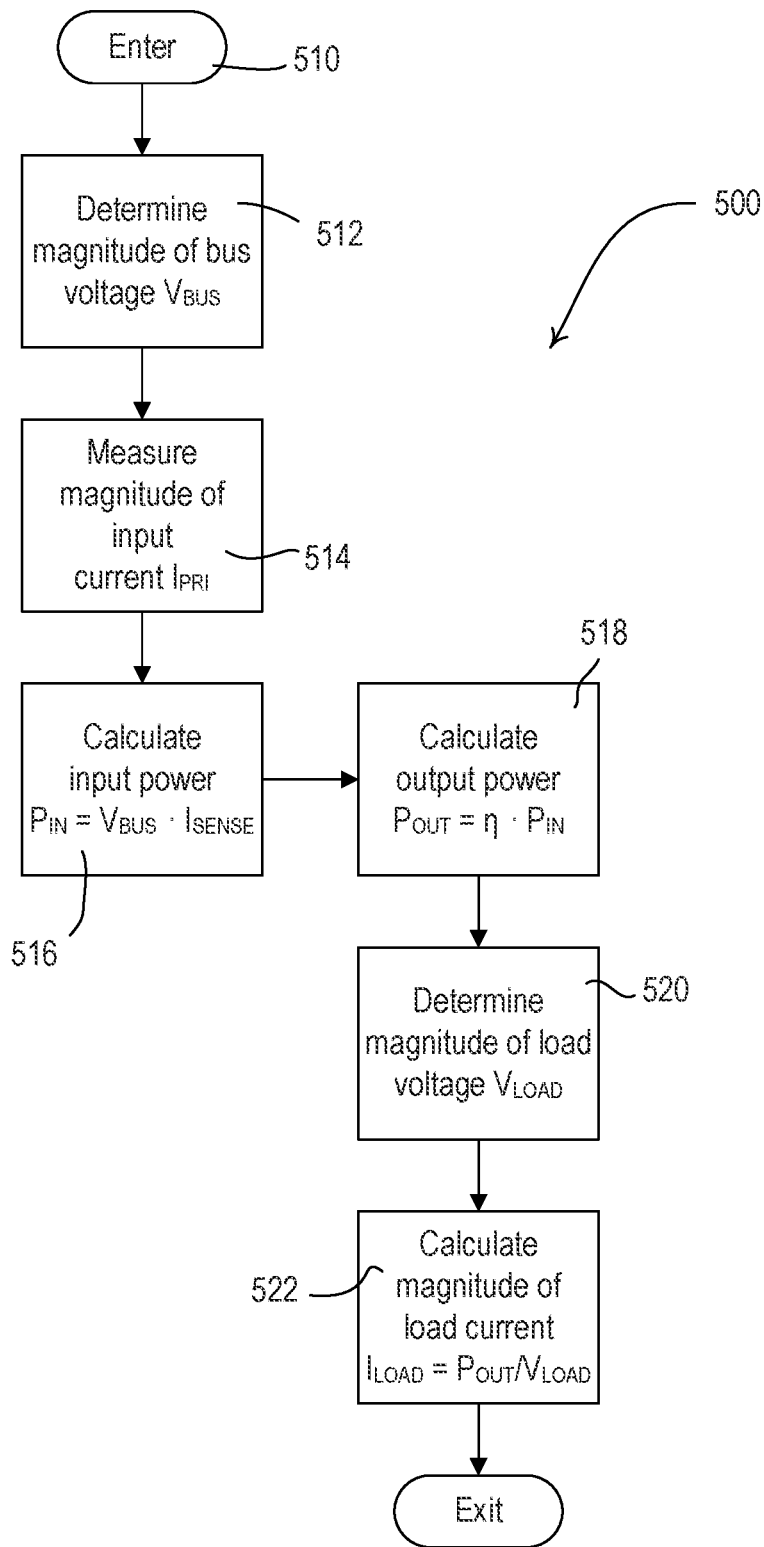 Enter
510
Determine
magnitude of bus
voltage VBUS
512
500
Measure
magnitude of
input
current IPRI
514
Calculate
input power
PIN = VBUS · ISENSE
516
518
Calculate
output power
POUT = η · PIN
Determine
magnitude of load
voltage VLOAD
520
Calculate
magnitude of
load current
ILOAD = POUT/VLOAD
522
Exit